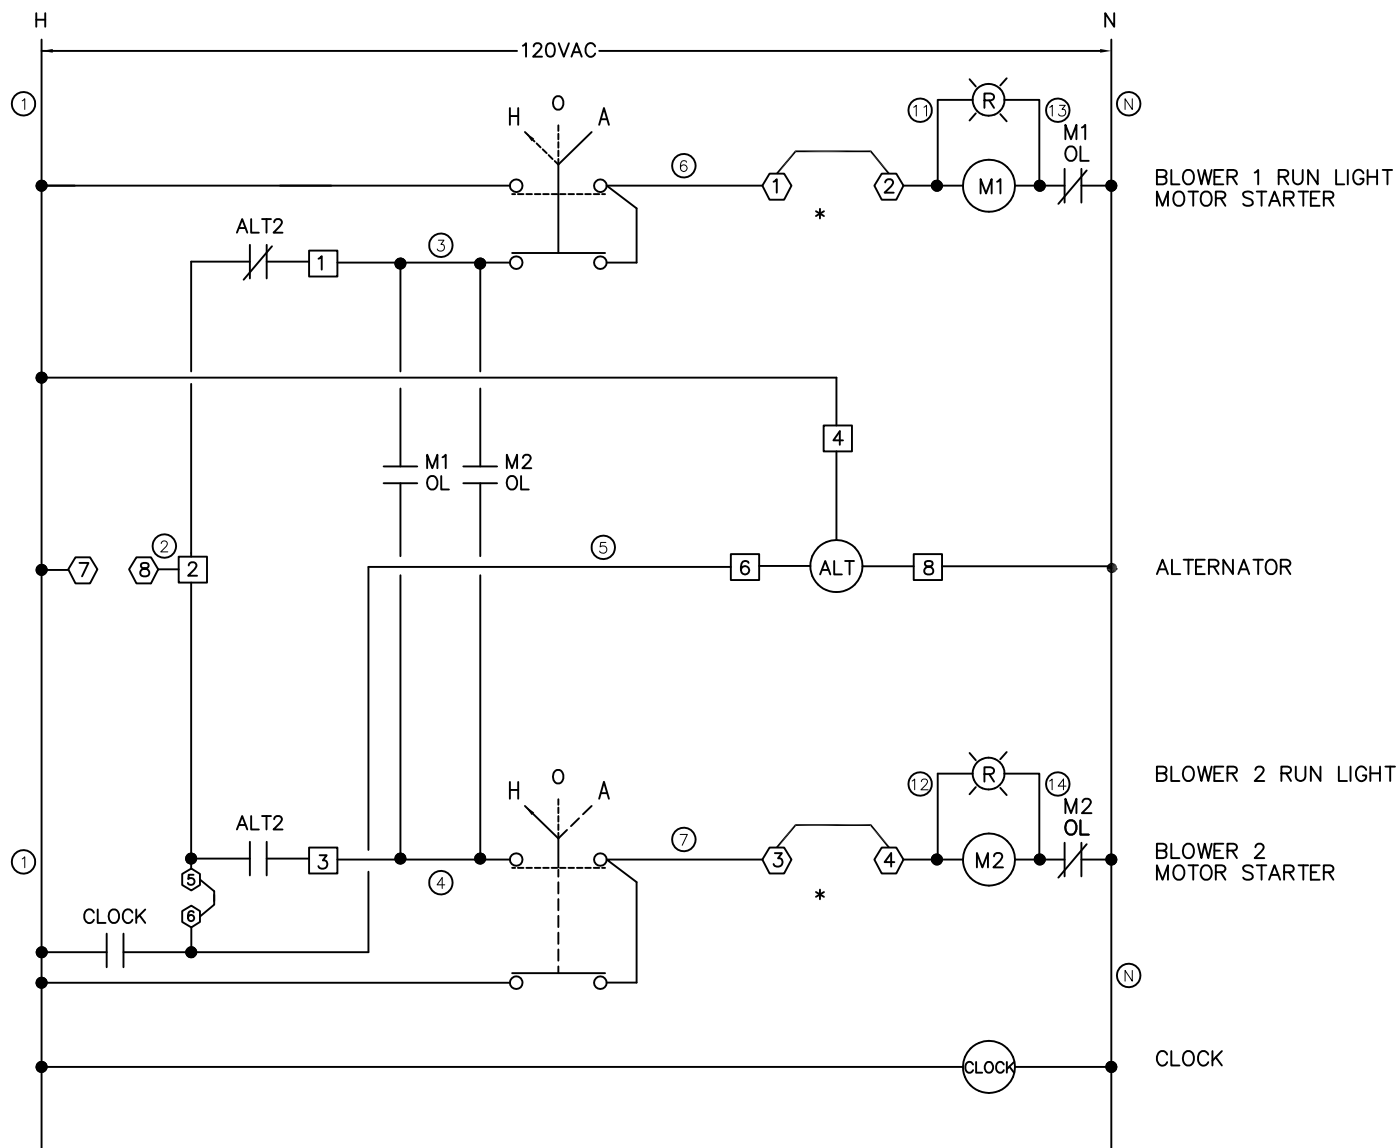 H N
120VAC
1 11 R 13 N
H O A
M1
OL
6
1 2 M1
BLOWER 1 RUN LIGHT
MOTOR STARTER
*
ALT2
1 3
4
M1
OL
M2
OL
7 8 2 2
5
6 ALT 8
ALTERNATOR
BLOWER 2 RUN LIGHT
12 R 14
H O A
M2
OL
ALT2
7
1 3 3 4 M2
BLOWER 2
MOTOR STARTER
4
*
5
6
CLOCK
N
CLOCK
CLOCK